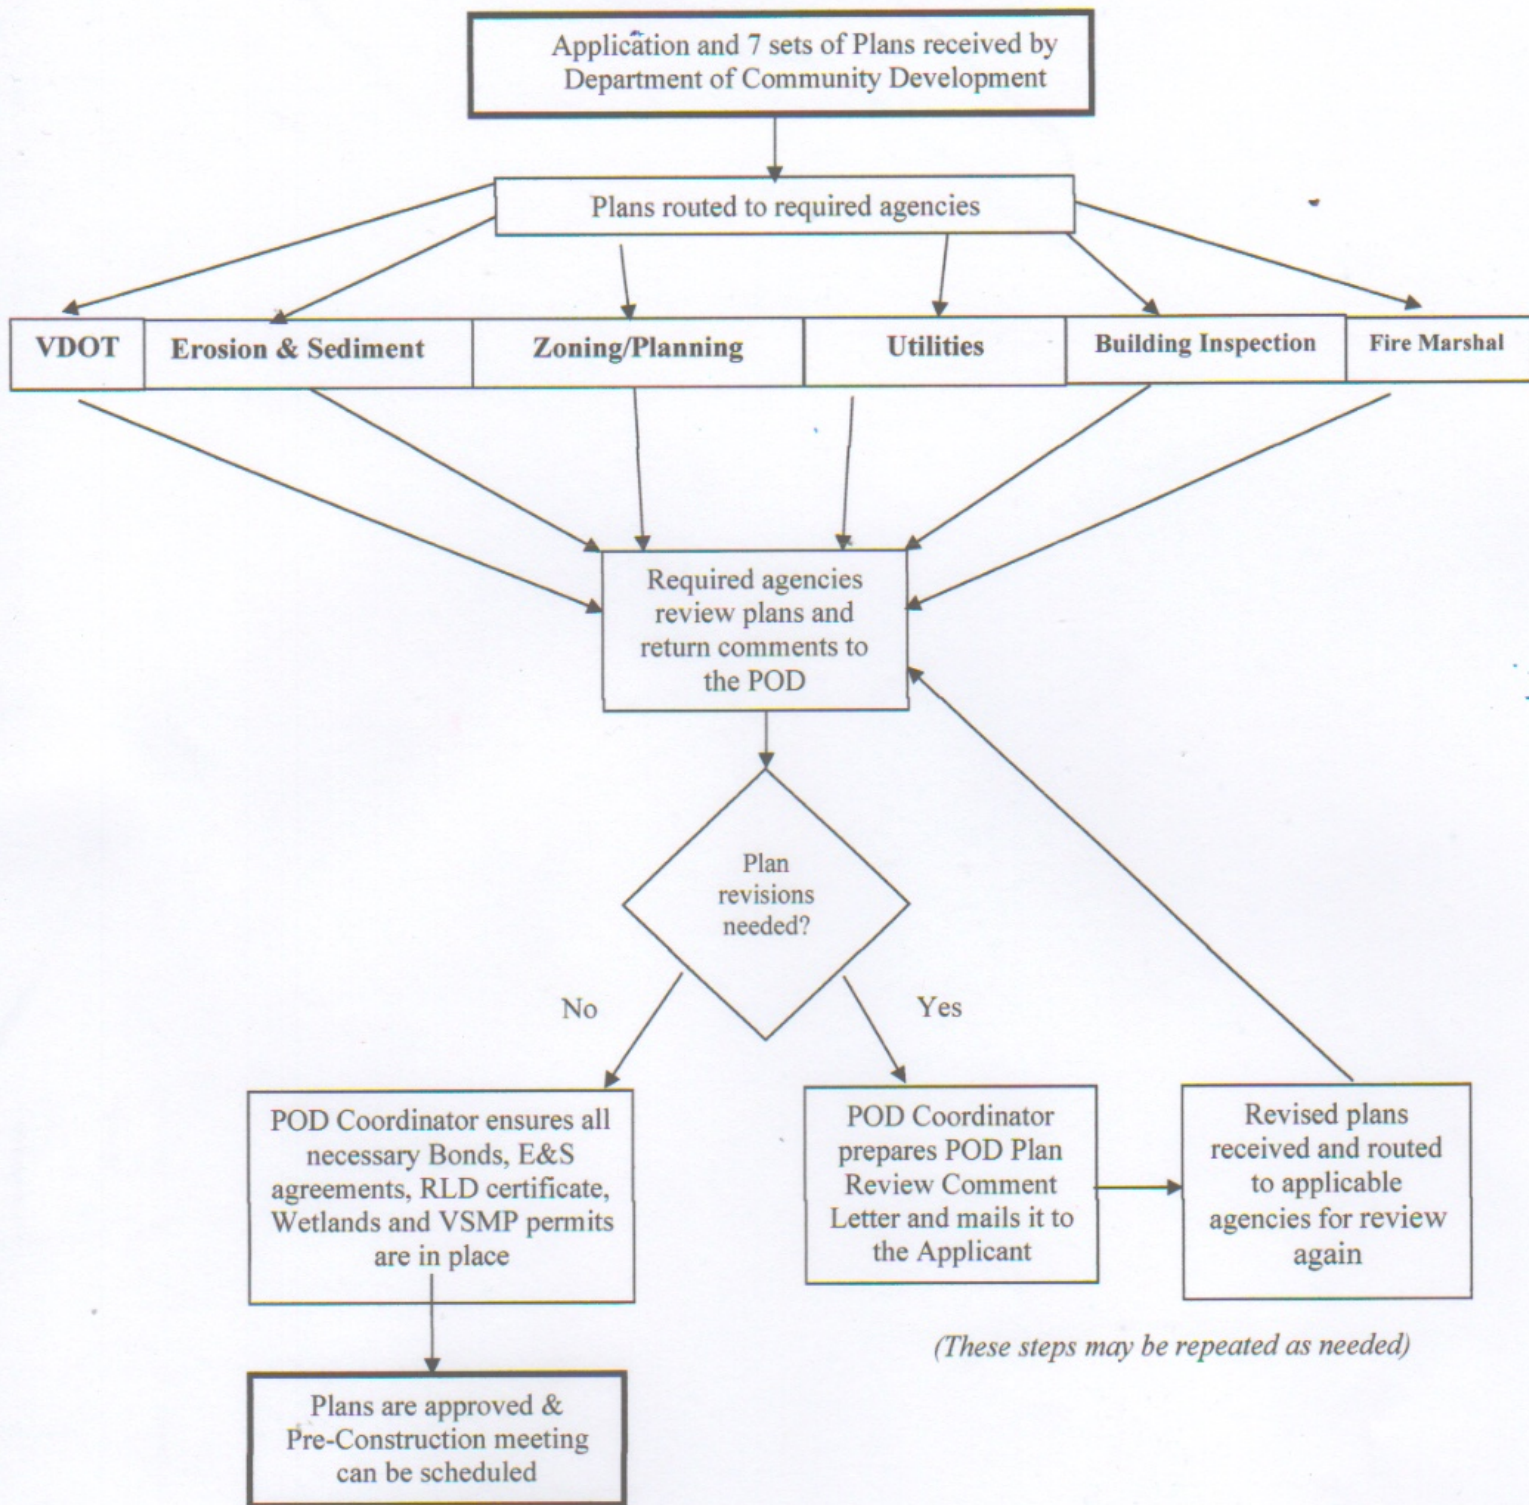 Application and 7 sets of Plans received by
Department of Community Development
Plans routed to required agencies
VDOT
Erosion & Sediment
Zoning/Planning
Utilities
Building Inspection
Fire Marshal
Required agencies
review plans and
return comments to
the POD
Plan
revisions
needed?
No
Yes
POD Coordinator ensures all
necessary Bonds, E&S
agreements, RLD certificate,
Wetlands and VSMP permits
are in place
POD Coordinator
prepares POD Plan
Review Comment
Letter and mails it to
the Applicant
Revised plans
received and routed
to applicable
agencies for review
again
(These steps may be repeated as needed)
Plans are approved &
Pre-Construction meeting
can be scheduled